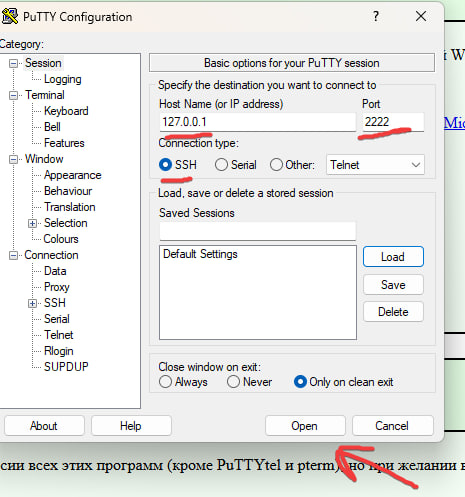 PuTTY Configuration
й W
Category:
Session
Logging
Terminal
Keyboard
Bell
Features
Window
Appearance
Behaviour
Translation
Selection
Colours
Connection
Data
Proxy
SSH
Serial
Telnet
Rlogin
SUPDUP
Basic options for your PuTTY session
Specify the destination you want to connect to
Host Name (or IP address) Port
127.0.0.1 2222
Mic
Connection type:
SSH Serial Other: Telnet
Load, save or delete a stored session
Saved Sessions
Default Settings
Load
Save
Delete
Close window on exit:
Always Never Only on clean exit
About Help Open Cancel
сии всех этих программ (кроме PuTTYtel и pterm), но при желании в